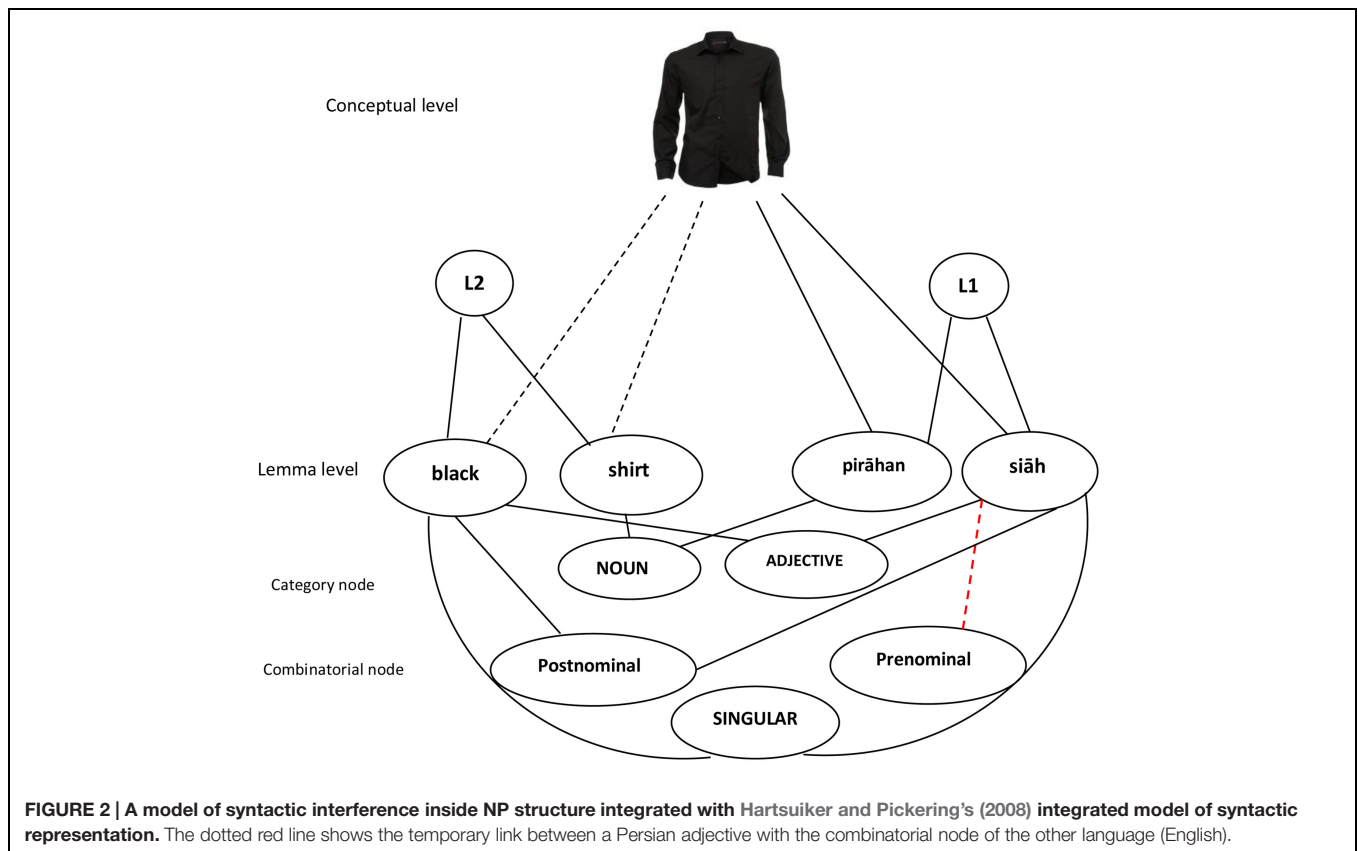 Conceptual level
L2
L1
Lemma level
black
shirt
pirāhan
siāh
NOUN
ADJECTIVE
Category node
Combinatorial node
Postnominal
Prenominal
SINGULAR
FIGURE 2 | A model of syntactic interference inside NP structure integrated with Hartsuiker and Pickering’s (2008) integrated model of syntactic
representation. The dotted red line shows the temporary link between a Persian adjective with the combinatorial node of the other language (English).